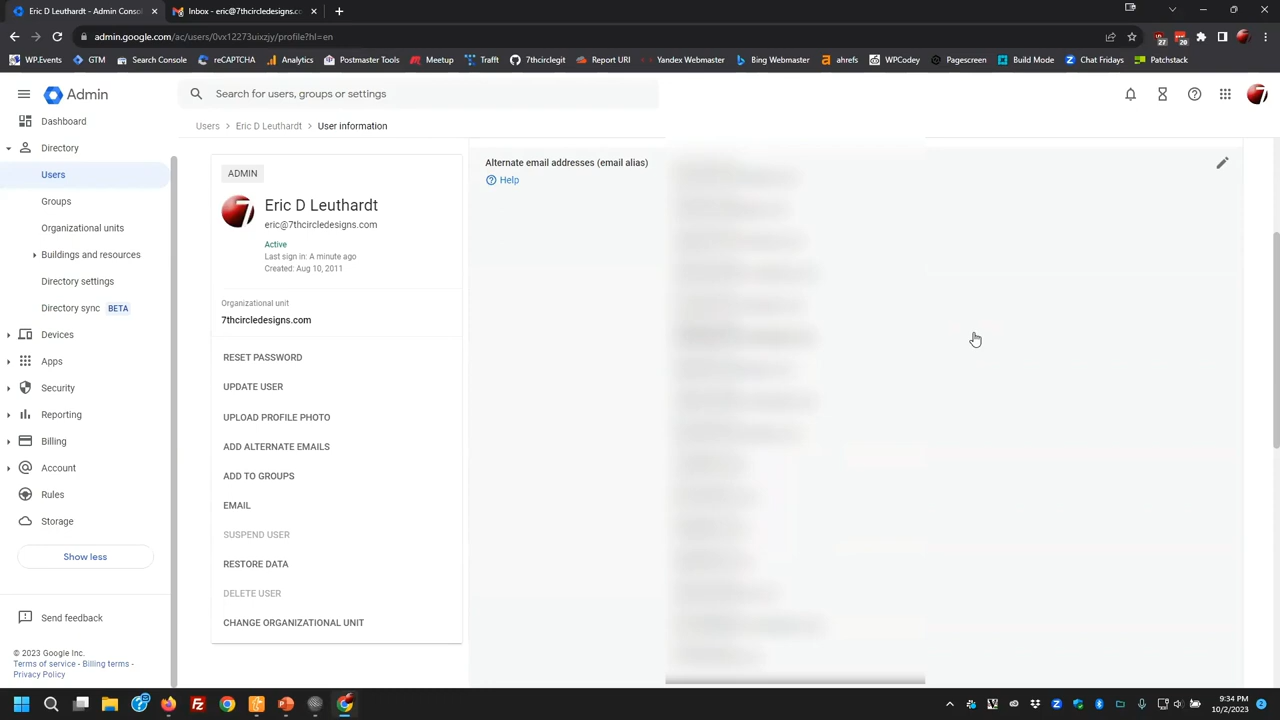 Eric D Leuthardt - Admin Consol
Inbox - eric@7thcircledesigns.c
admin.google.com/ac/users/0vx12273uixzjy/profile?hl=en
27
20
WP.Events
GTM
Search Console
reCAPTCHA
Analytics
Postmaster Tools
Meetup
Trafft
7thcirclegit
Report URI
Yandex Webmaster
Bing Webmaster
ahrefs
WPCodey
Pagescreen
Build Mode
Chat Fridays
Patchstack
Admin
Search for users, groups or settings
7
Dashboard
Directory
Users
Groups
Organizational units
Buildings and resources
Directory settings
Directory sync BETA
Devices
Apps
Security
Reporting
Billing
Account
Rules
Storage
Show less
Send feedback
© 2023 Google Inc.
Terms of service - Billing terms -
Privacy Policy
Users > Eric D Leuthardt > User information
ADMIN
7
Eric D Leuthardt
eric@7thcircledesigns.com
Active
Last sign in: A minute ago
Created: Aug 10, 2011
Organizational unit
7thcircledesigns.com
RESET PASSWORD
UPDATE USER
UPLOAD PROFILE PHOTO
ADD ALTERNATE EMAILS
ADD TO GROUPS
EMAIL
SUSPEND USER
RESTORE DATA
DELETE USER
CHANGE ORGANIZATIONAL UNIT
Alternate email addresses (email alias)
Help
9:34 PM
10/2/2023